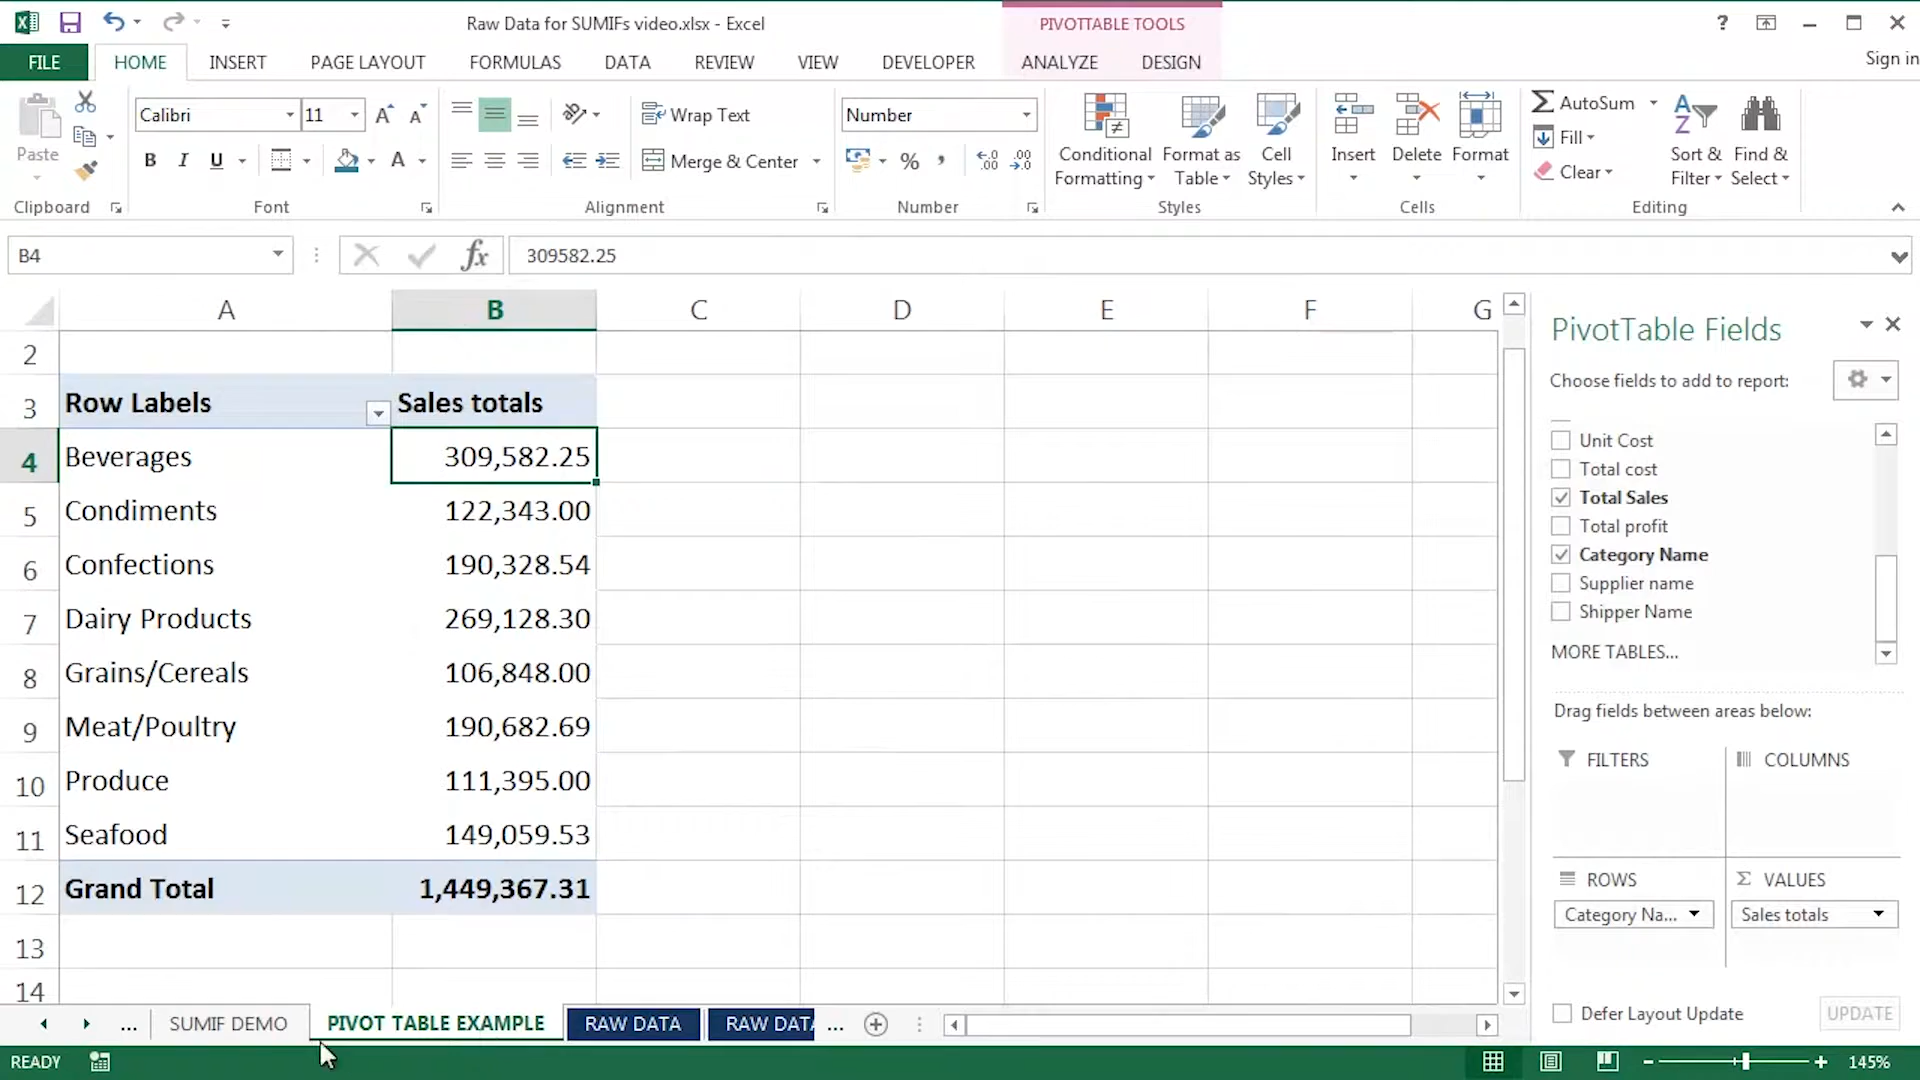 Raw Data for SUMIFs video.xlsx - Excel
PIVOTTABLE TOOLS
?
Sign in
FILE HOME INSERT PAGE LAYOUT FORMULAS DATA REVIEW VIEW DEVELOPER ANALYZE DESIGN
Paste
Calibri 11
B I U
Wrap Text
Merge & Center
Number
%
Conditional Formatting
Format as Table
Cell Styles
Insert
Delete
Format
AutoSum
Fill
Clear
Sort & Filter
Find & Select
Clipboard Font Alignment Number Styles Cells Editing
B4 fx 309582.25
A B C D E F G
2
3 Row Labels Sales totals
4 Beverages 309,582.25
5 Condiments 122,343.00
6 Confections 190,328.54
7 Dairy Products 269,128.30
8 Grains/Cereals 106,848.00
9 Meat/Poultry 190,682.69
10 Produce 111,395.00
11 Seafood 149,059.53
12 Grand Total 1,449,367.31
13
14
PivotTable Fields
Choose fields to add to report:
Unit Cost
Total cost
Total Sales
Total profit
Category Name
Supplier name
Shipper Name
MORE TABLES...
Drag fields between areas below:
FILTERS COLUMNS
ROWS VALUES
Category Na... Sales totals
Defer Layout Update UPDATE
... SUMIF DEMO PIVOT TABLE EXAMPLE RAW DATA RAW DATA ...
READY 145%